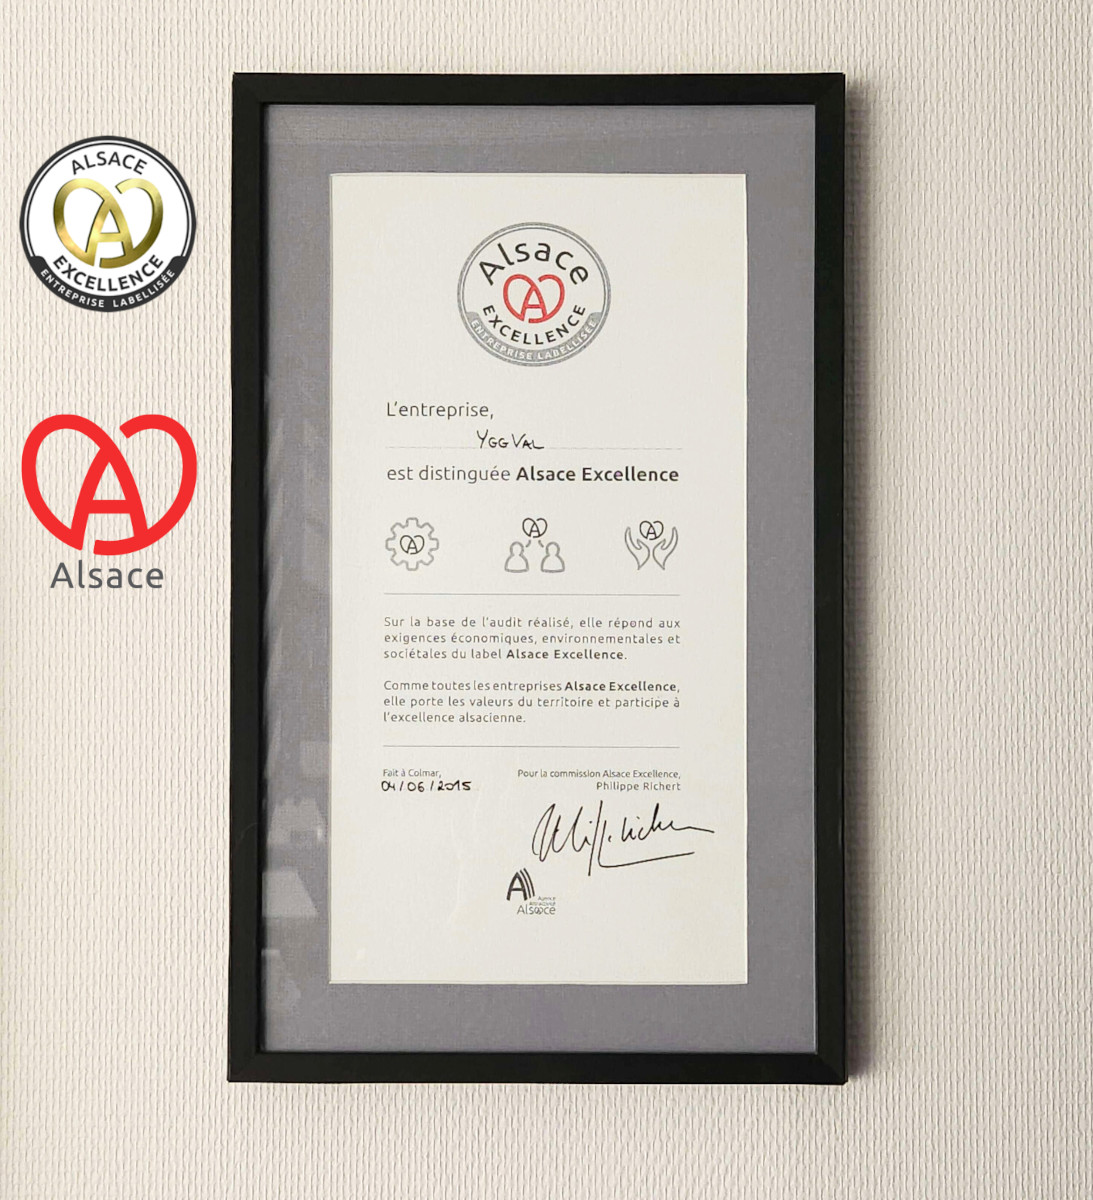 ALSACE
EXCELLENCE
ENTREPRISE LABELLISÉE
Alsace
Alsace
EXCELLENCE
ENTREPRISE LABELLISÉE
L'entreprise,
YGGVAL
est distinguée Alsace Excellence
Sur la base de l'audit réalisé, elle répond aux
exigences économiques, environnementales et
sociétales du label Alsace Excellence.
Comme toutes les entreprises Alsace Excellence,
elle porte les valeurs du territoire et participe à
l'excellence alsacienne.
Fait à Colmar,
04/06/2015
Pour la commission Alsace Excellence,
Philippe Richert
Alsace